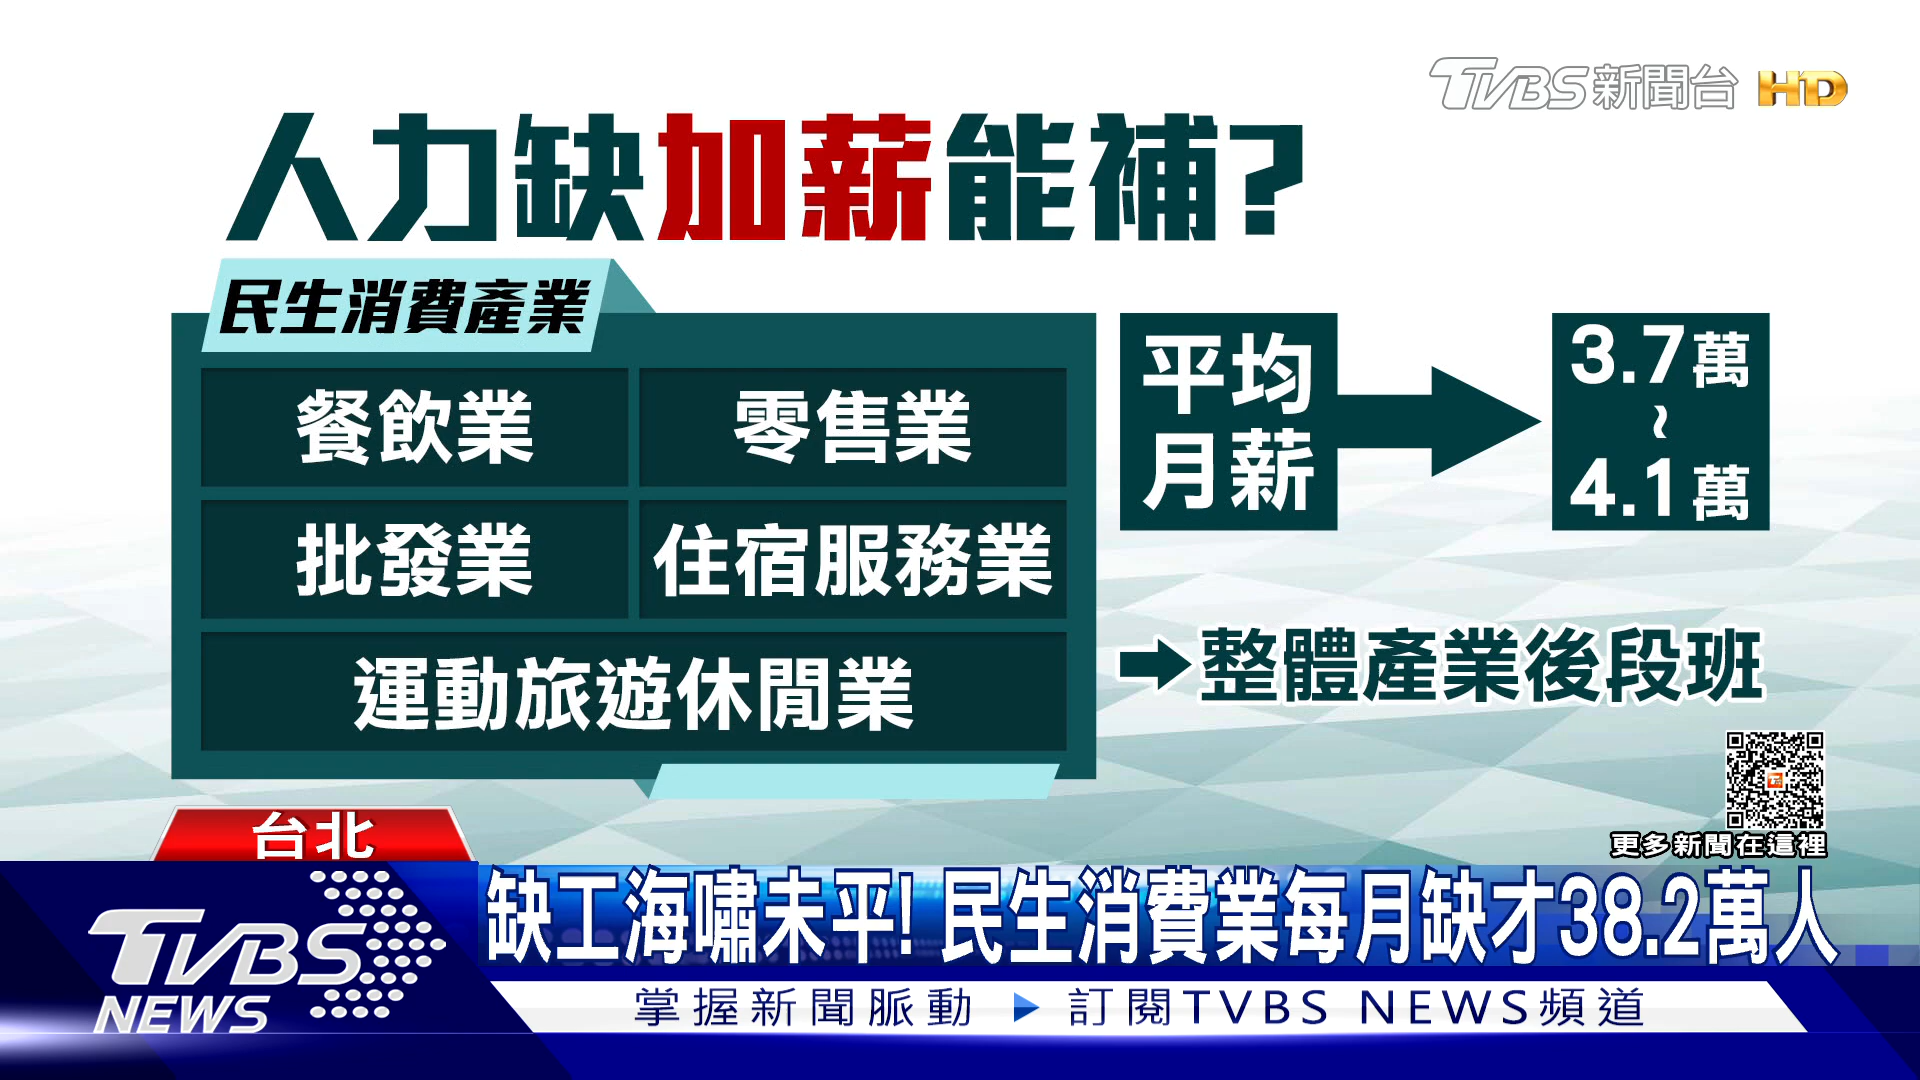 TVBS新聞台 HD
人力缺加薪能補?
民生消費產業
餐飲業
零售業
批發業
住宿服務業
運動旅遊休閒業
平均
月薪
3.7萬
~
4.1萬
整體產業後段班
更多新聞在這裡
台北
缺工海嘯未平! 民生消費業每月缺才38.2萬人
TVBS
NEWS
掌握新聞脈動 ▶ 訂閱TVBS NEWS頻道